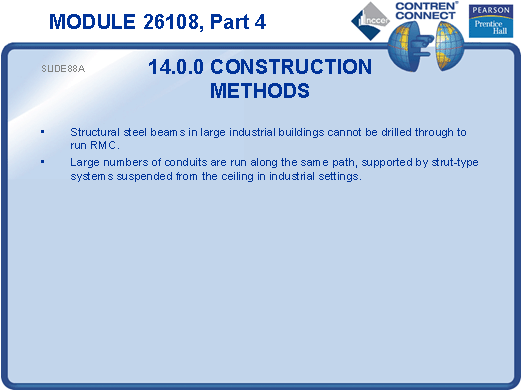 MODULE 26108, Part 4
nccer
CONTREN®
CONNECT
PEARSON
Prentice
Hall
SLIDE 88A
14.0.0 CONSTRUCTION
METHODS
• Structural steel beams in large industrial buildings cannot be drilled through to
run RMC.
• Large numbers of conduits are run along the same path, supported by strut-type
systems suspended from the ceiling in industrial settings.